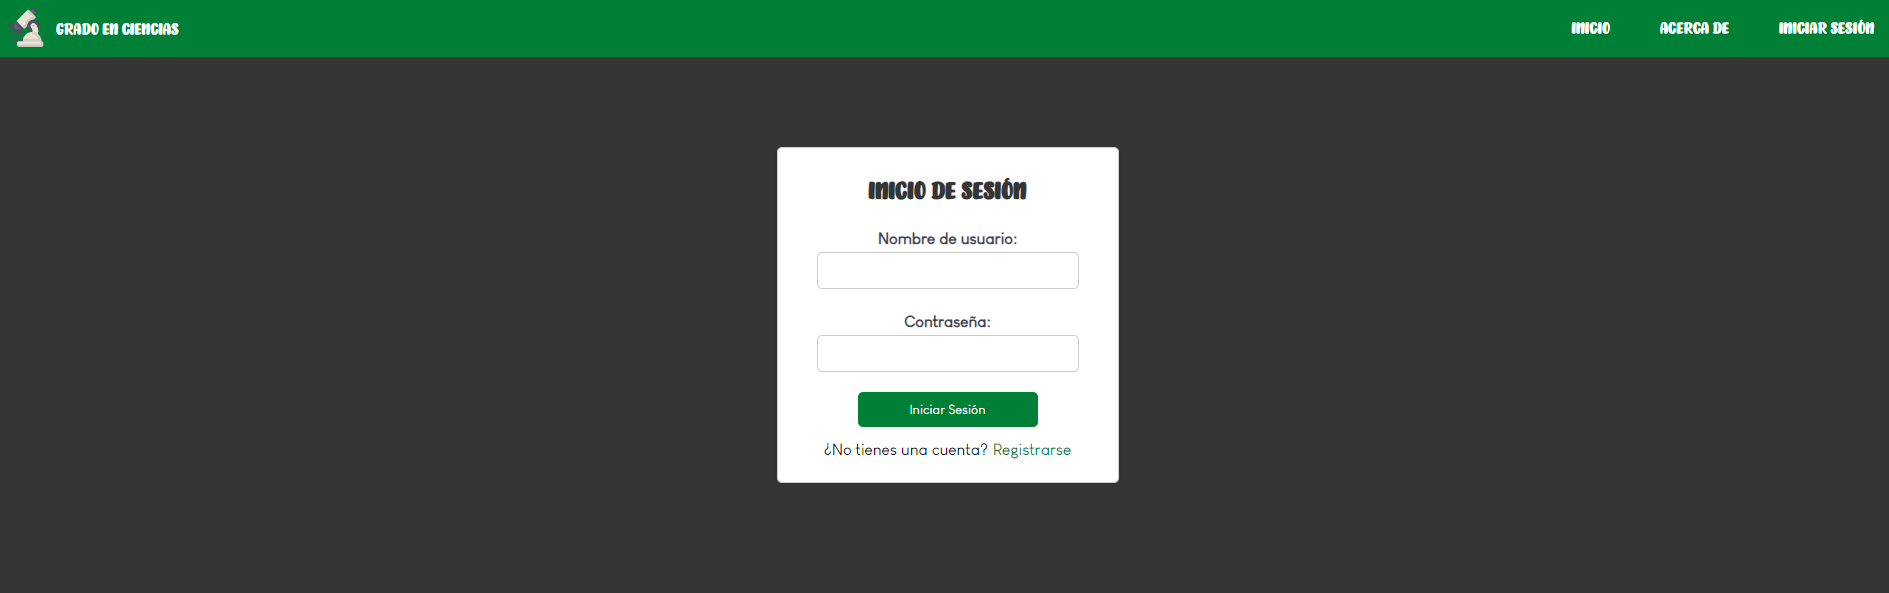 GRADO EN CIENCIAS
INICIO
ACERCA DE
INICIAR SESIÓN
INICIO DE SESIÓN
Nombre de usuario:
Contraseña:
Iniciar Sesión
¿No tienes una cuenta? Registrarse